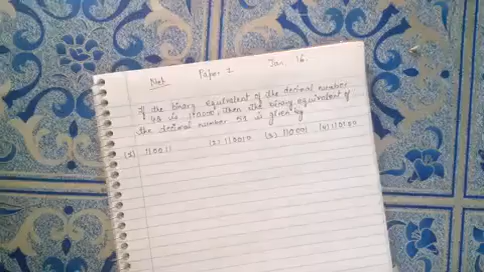 Net Paper 1 Jan 16.
If the binary equivalent of the decimal number
48 is 110000, then the binary equivalent of
the decimal number 51 is given by
(1) 110011 (2) 110010 (3) 110001 (4) 110100